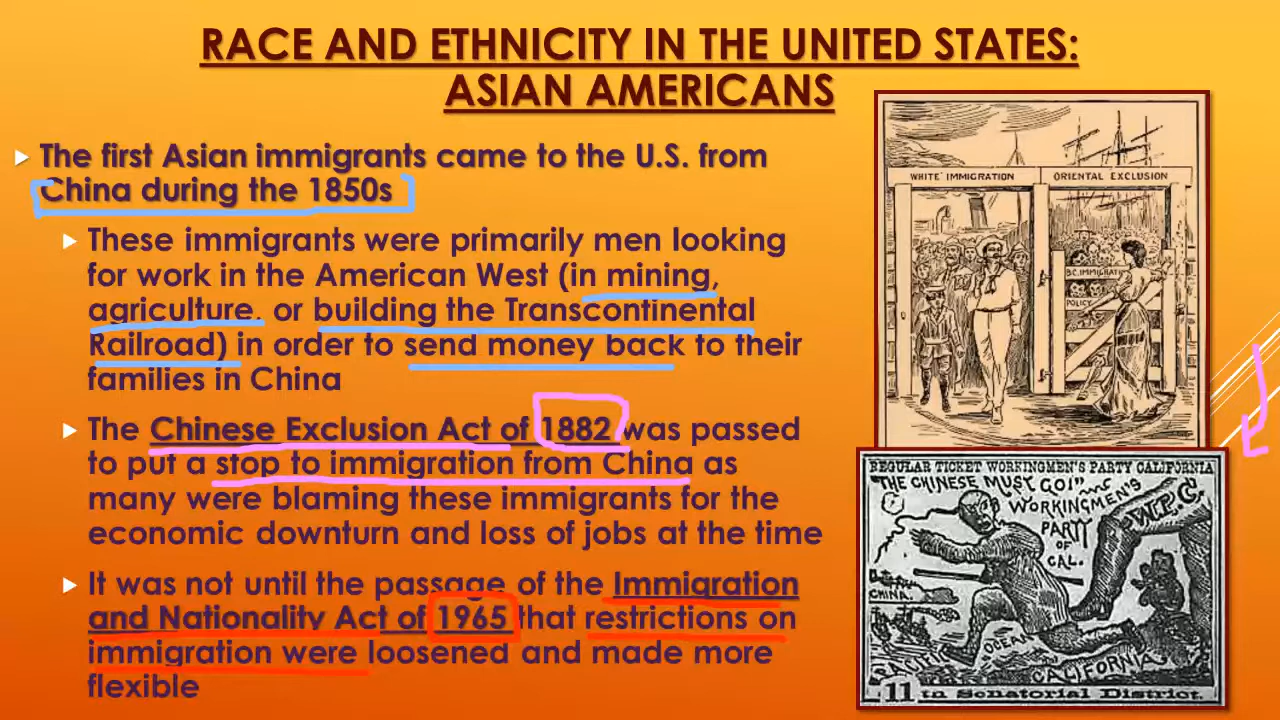 RACE AND ETHNICITY IN THE UNITED STATES:
ASIAN AMERICANS
The first Asian immigrants came to the U.S. from
China during the 1850s
These immigrants were primarily men looking
for work in the American West (in mining,
agriculture, or building the Transcontinental
Railroad) in order to send money back to their
families in China
The Chinese Exclusion Act of 1882 was passed
to put a stop to immigration from China as
many were blaming these immigrants for the
economic downturn and loss of jobs at the time
It was not until the passage of the Immigration
and Nationality Act of 1965 that restrictions on
immigration were loosened and made more
flexible
WHITE IMMIGRATION
ORIENTAL EXCLUSION
B.C. IMMIGRATION
POLICY
REGULAR TICKET WORKINGMEN'S PARTY CALIFORNIA
"THE CHINESE MUST GO!"
WORKINGMEN'S
PARTY
OF
CAL.
W.P.C.
CHINA.
PACIFIC
OCEAN
CALIFORNIA
11th Senatorial District.